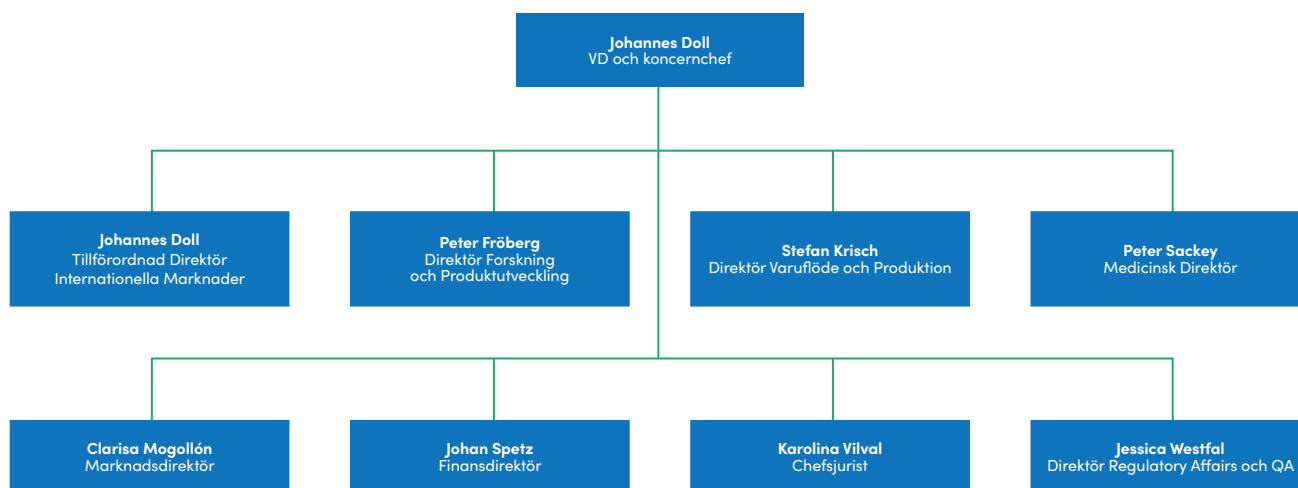 Johannes Doll
VD och koncernchef
Johannes Doll
Tillförordnad Direktör
Internationella Marknader
Peter Fröberg
Direktör Forskning
och Produktutveckling
Stefan Krisch
Direktör Varuflöde och Produktion
Peter Sackey
Medicinsk Direktör
Clarisa Mogollón
Marknadsdirektör
Johan Spetz
Finansdirektör
Karolina Vilval
Chefsjurist
Jessica Westfal
Direktör Regulatory Affairs och QA